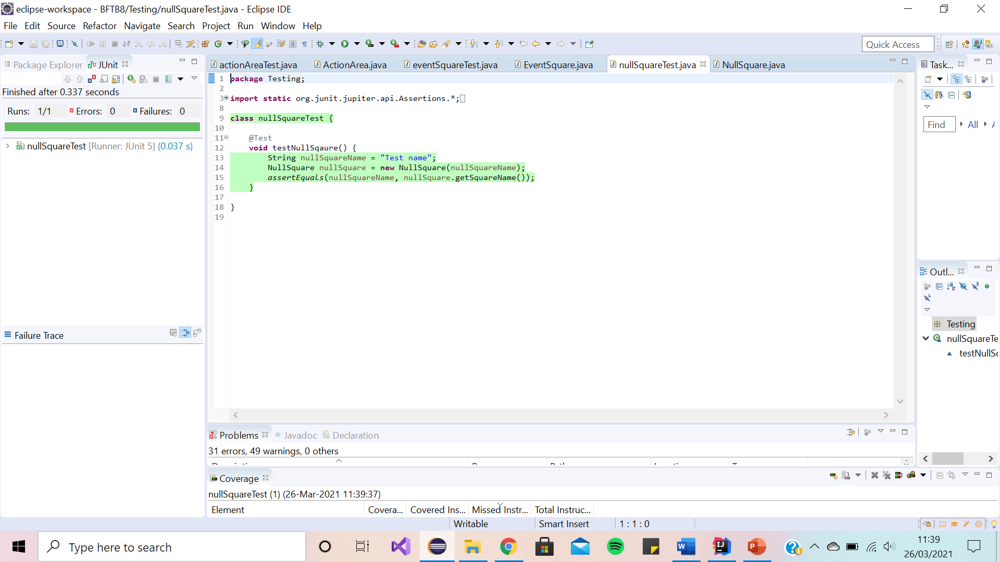 eclipse-workspace - BFTB8/Testing/nullSquareTest.java - Eclipse IDE
File Edit Source Refactor Navigate Search Project Run Window Help
Quick Access
Package Explorer JUnit
Finished after 0.337 seconds
Runs: 1/1 Errors: 0 Failures: 0
nullSquareTest [Runner: JUnit 5] (0.037 s)
Failure Trace
actionAreaTest.java ActionArea.java eventSquareTest.java EventSquare.java nullSquareTest.java NullSquare.java
1 package Testing;
2
3 import static org.junit.jupiter.api.Assertions.*;
8
9 class nullSquareTest {
10
11 @Test
12 void testNullSqaure() {
13 String nullSquareName = "Test name";
14 NullSquare nullSquare = new NullSquare(nullSquareName);
15 assertEquals(nullSquareName, nullSquare.getSquareName());
16 }
17
18 }
19
Task...
Find All
Outl...
Testing
nullSquareTe
testNullSq
Problems Javadoc Declaration
31 errors, 49 warnings, 0 others
Coverage
nullSquareTest (1) (26-Mar-2021 11:39:37)
Element Covera... Covered Ins... Missed Instr... Total Instruc...
Writable Smart Insert 1 : 1 : 0
Type here to search
11:39
26/03/2021